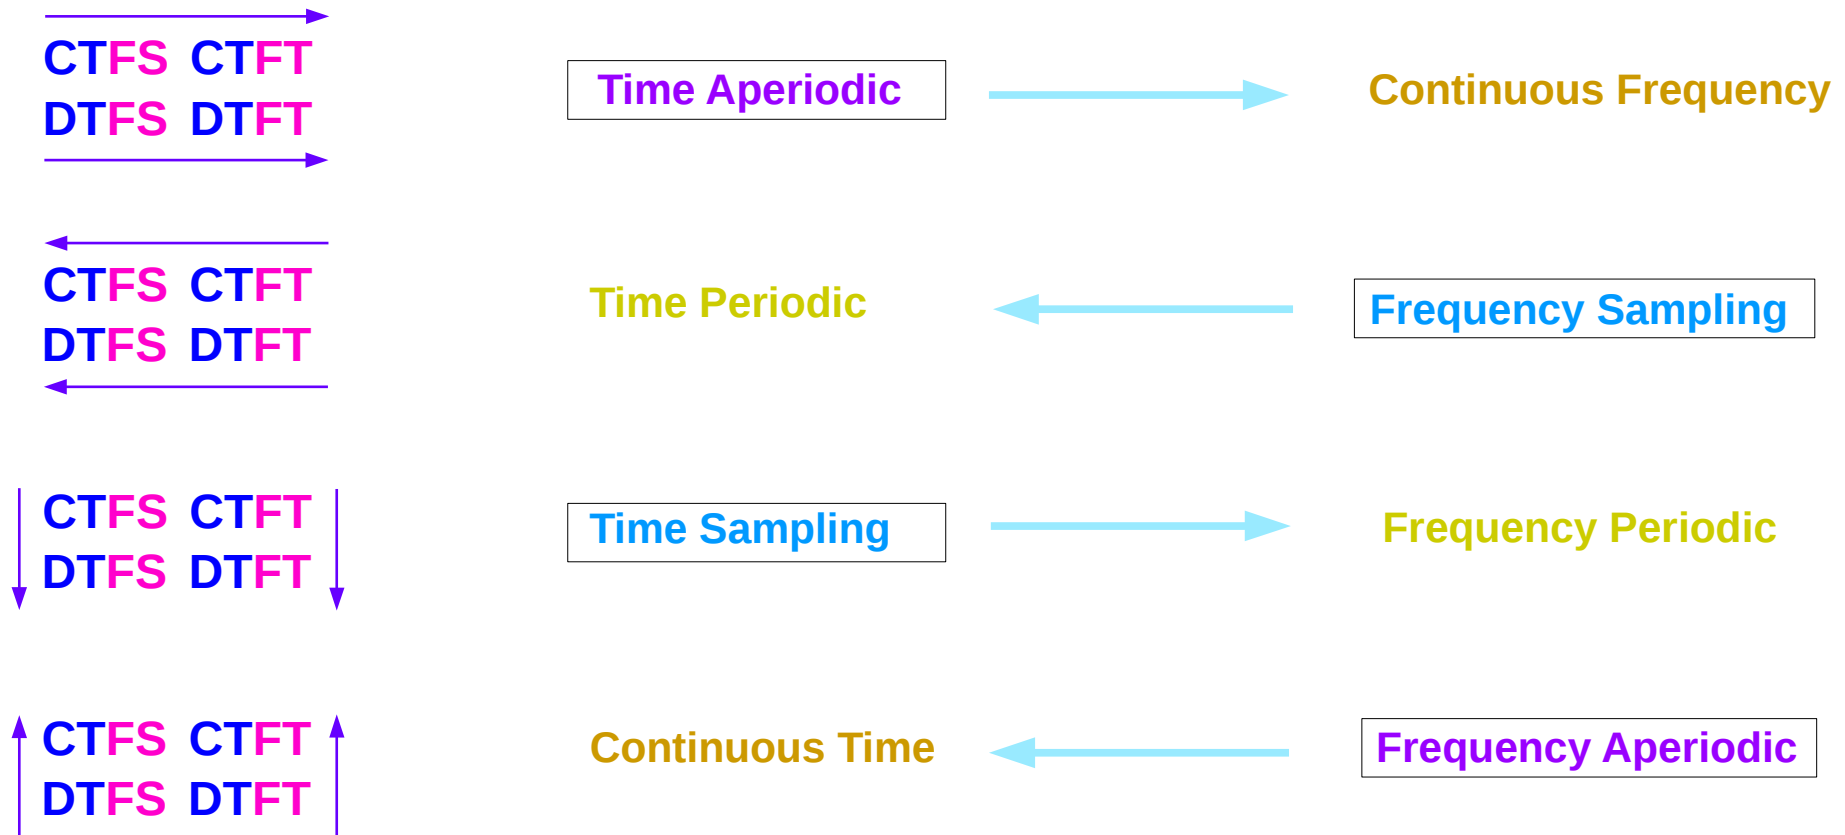 CTFS CTFT
DTFS DTFT
Time Aperiodic
Continuous Frequency
CTFS CTFT
DTFS DTFT
Time Periodic
Frequency Sampling
CTFS CTFT
DTFS DTFT
Time Sampling
Frequency Periodic
CTFS CTFT
DTFS DTFT
Continuous Time
Frequency Aperiodic